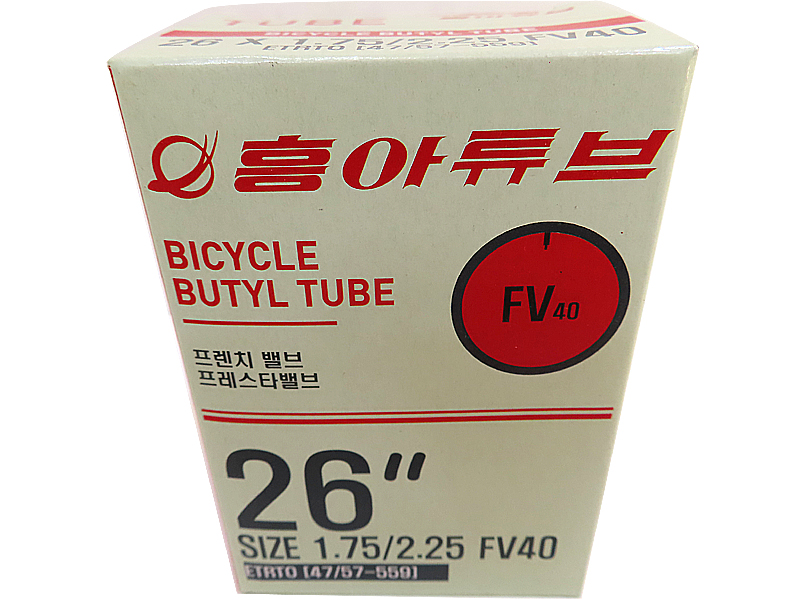 TUBE
BICYCLE BUTYL TUBE
26 X 1.75/2.25 FV40
ETRTO [47/57-559]
흥아튜브
BICYCLE
BUTYL TUBE
FV40
프렌치 밸브
프레스타밸브
26"
SIZE 1.75/2.25 FV40
ETRTO [47/57-559]